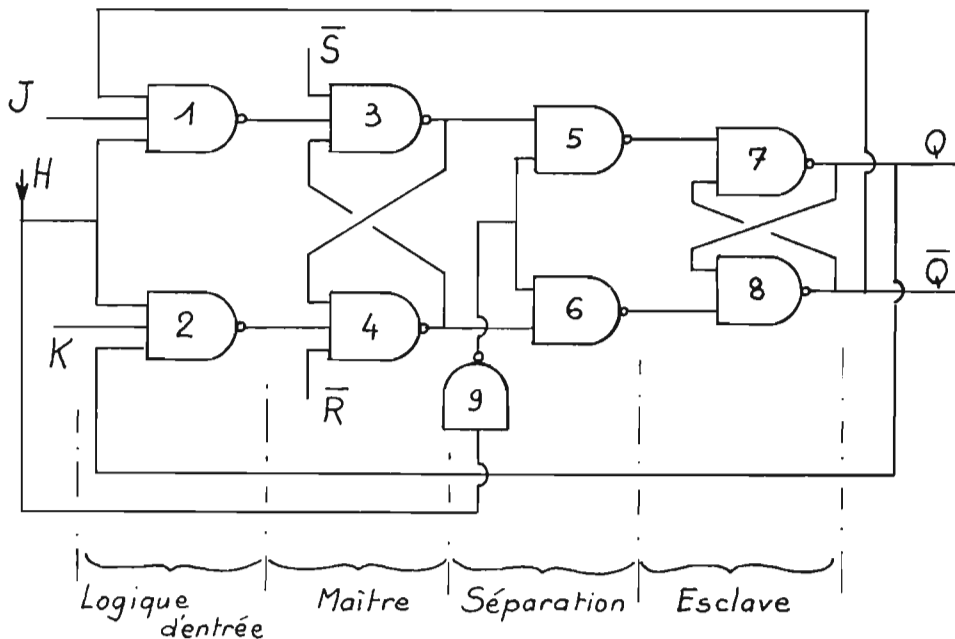 S̅
J
1
3
5
7
Q
H
Q̅
2
4
6
8
K
R̅
9
Logique d'entrée
Maître
Séparation
Esclave